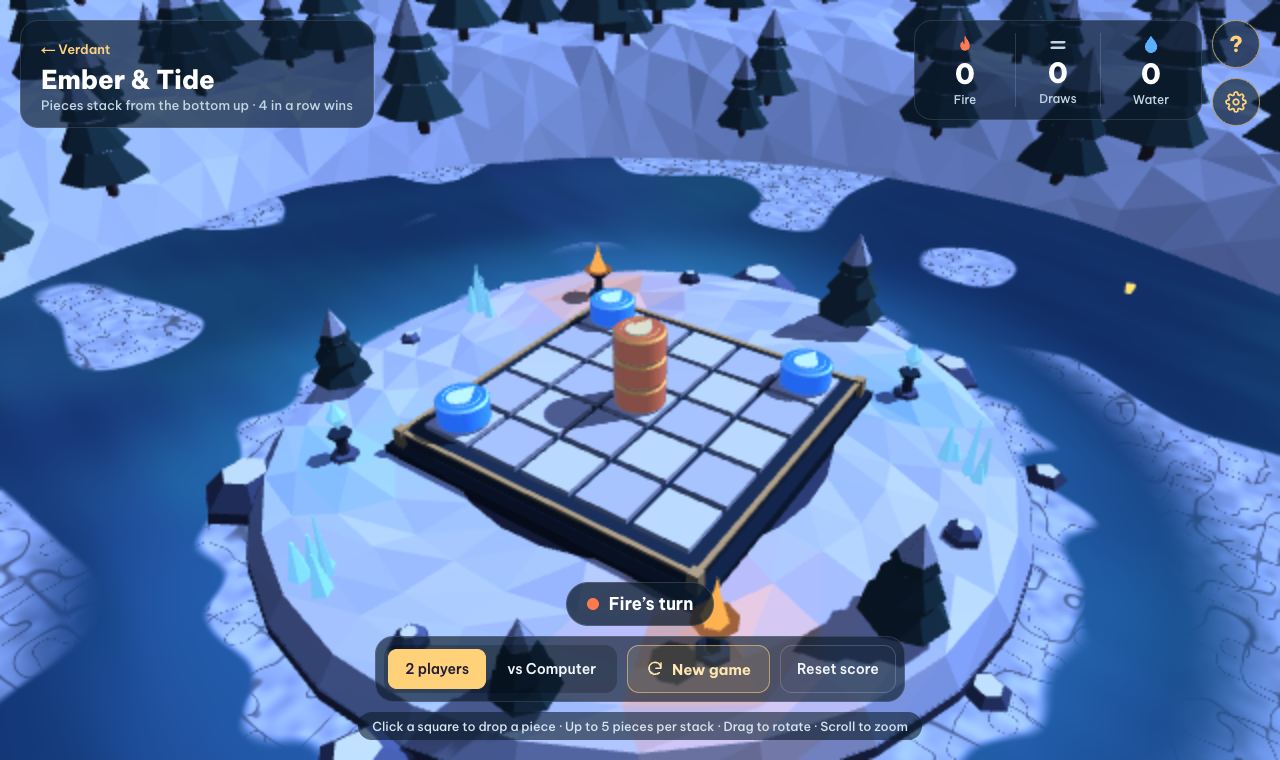 ← Verdant
Ember & Tide
Pieces stack from the bottom up · 4 in a row wins
0
Fire
0
Draws
0
Water
?
Fire's turn
2 players
vs Computer
New game
Reset score
Click a square to drop a piece · Up to 5 pieces per stack · Drag to rotate · Scroll to zoom